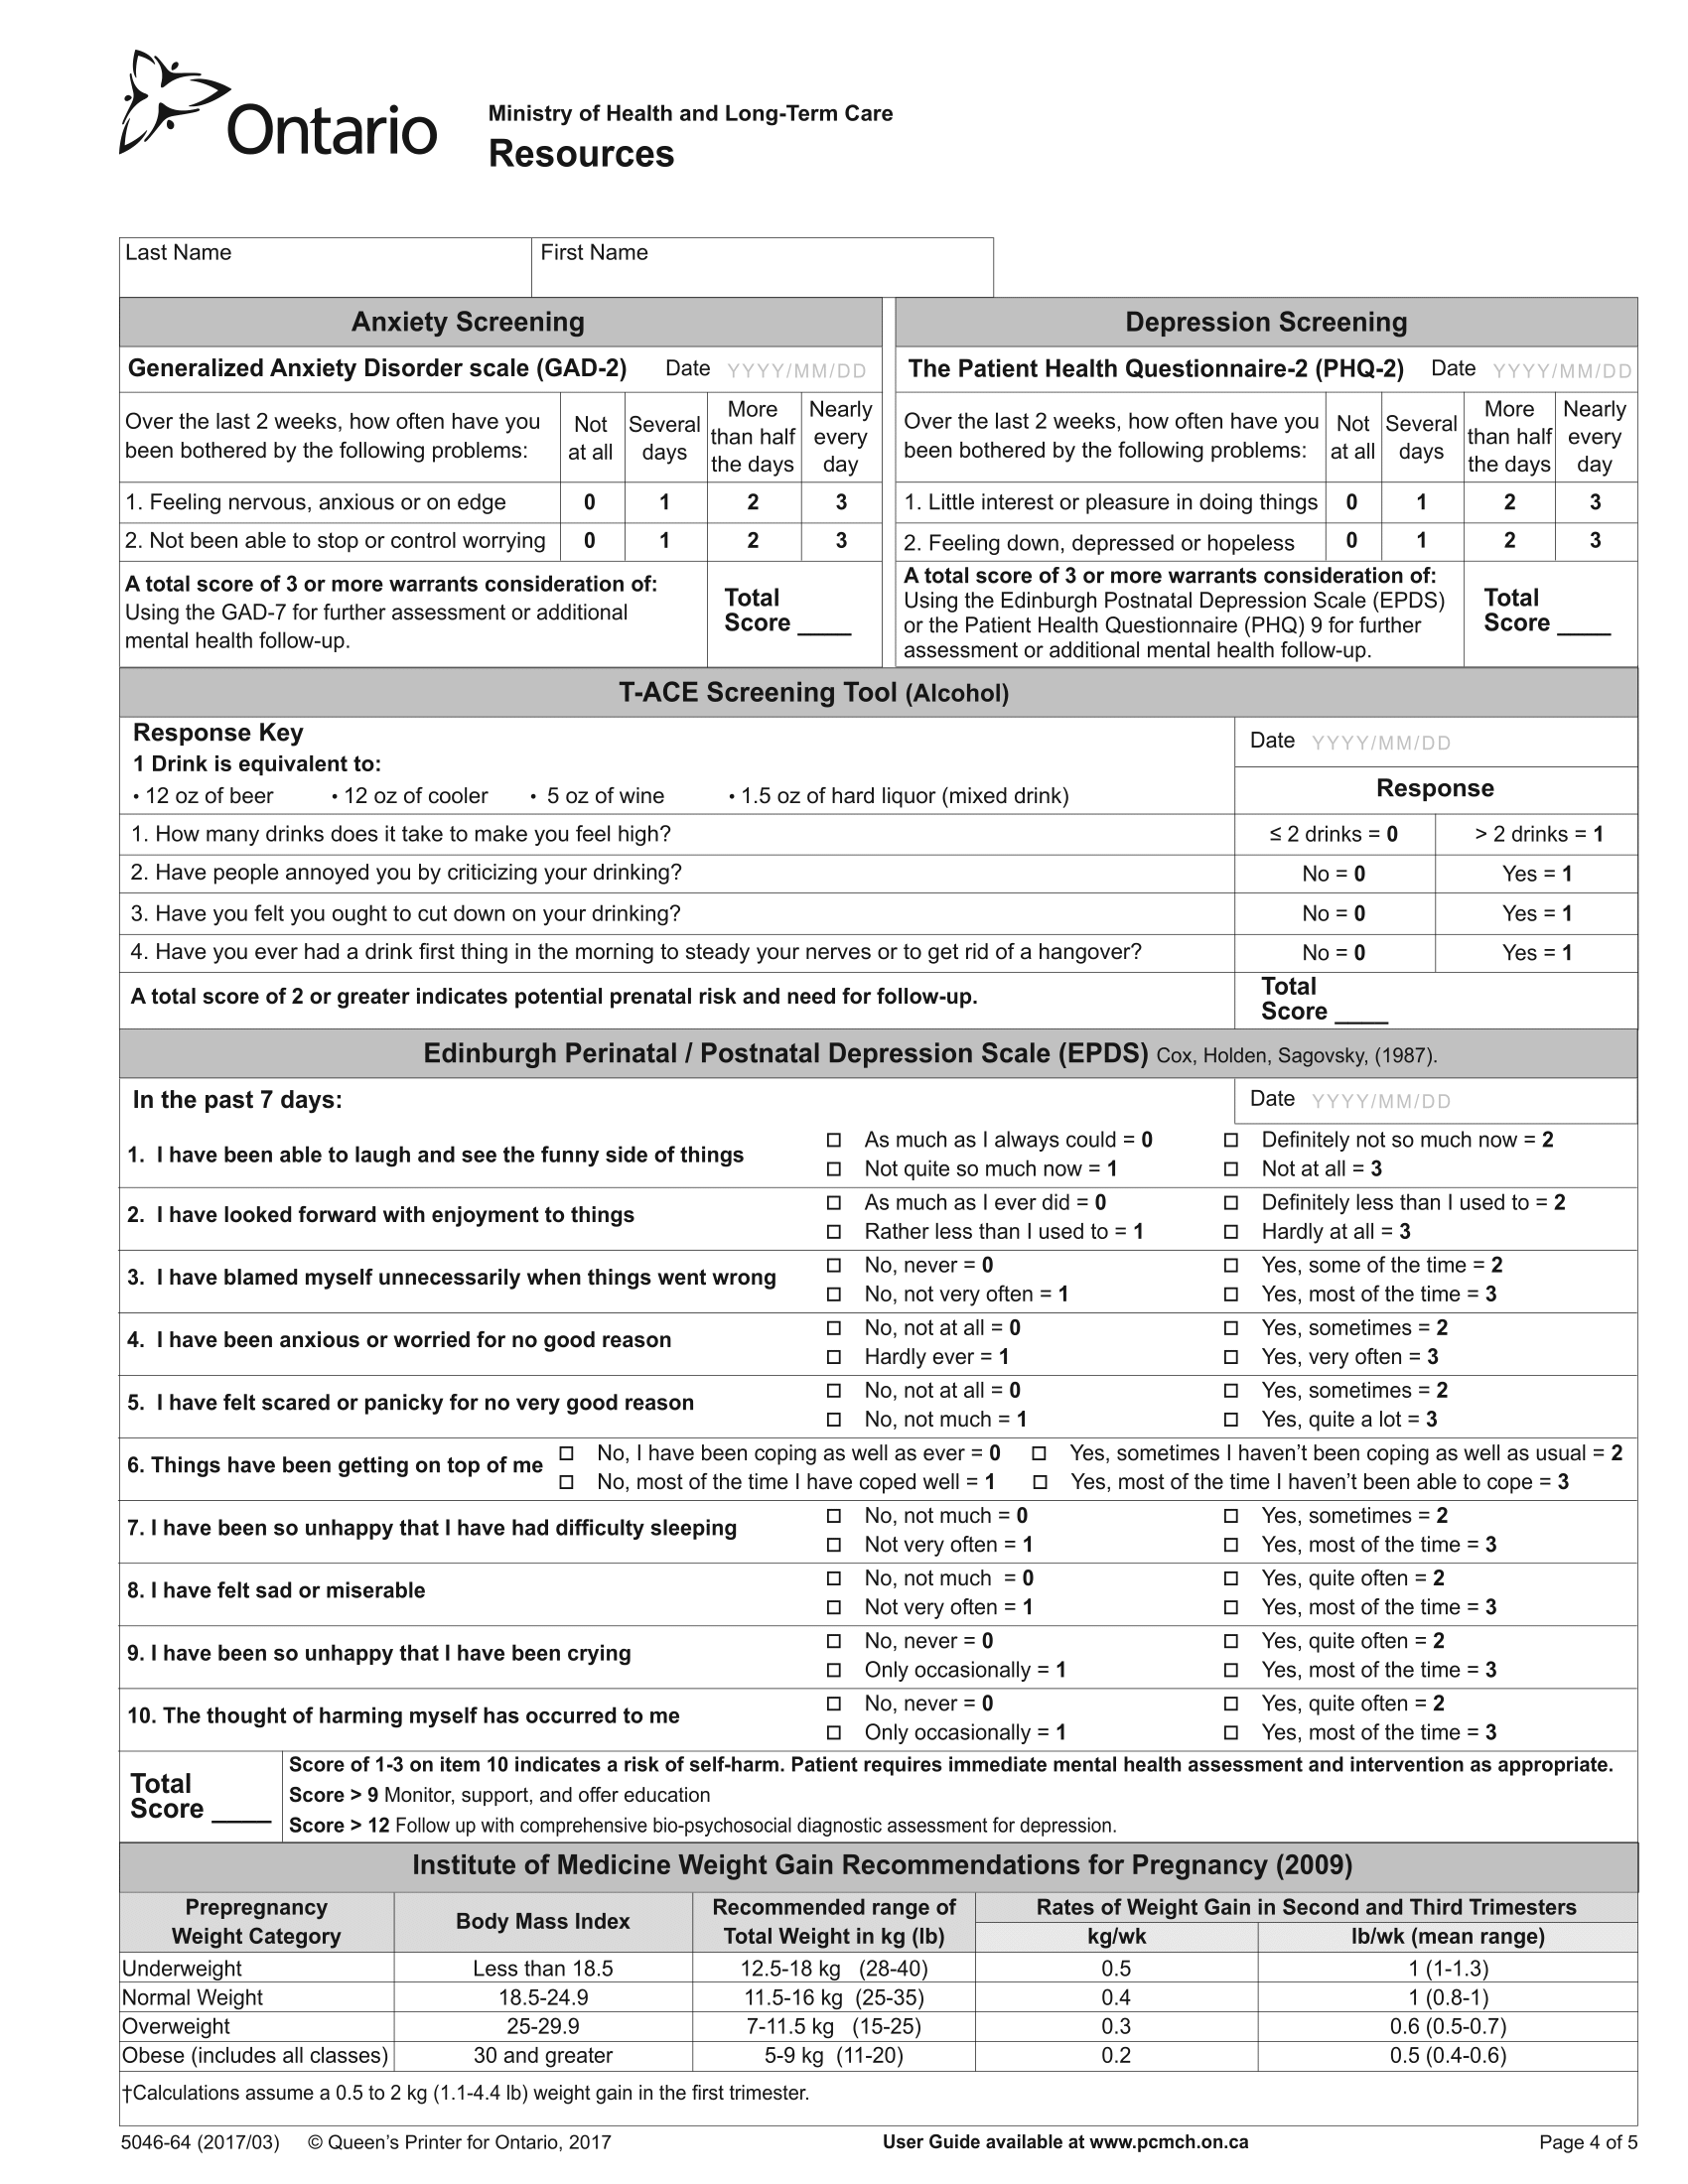 Ontario
Ministry of Health and Long-Term Care
Resources
Last Name
First Name
Anxiety Screening
Generalized Anxiety Disorder scale (GAD-2) Date YYYY/MM/DD
Over the last 2 weeks, how often have you
been bothered by the following problems:
Not
at all
Several
days
More
than half
the days
Nearly
every
day
1. Feeling nervous, anxious or on edge 0 1 2 3
2. Not been able to stop or control worrying 0 1 2 3
A total score of 3 or more warrants consideration of:
Using the GAD-7 for further assessment or additional
mental health follow-up.
Total
Score ____
Depression Screening
The Patient Health Questionnaire-2 (PHQ-2) Date YYYY/MM/DD
Over the last 2 weeks, how often have you
been bothered by the following problems:
Not
at all
Several
days
More
than half
the days
Nearly
every
day
1. Little interest or pleasure in doing things 0 1 2 3
2. Feeling down, depressed or hopeless 0 1 2 3
A total score of 3 or more warrants consideration of:
Using the Edinburgh Postnatal Depression Scale (EPDS)
or the Patient Health Questionnaire (PHQ) 9 for further
assessment or additional mental health follow-up.
Total
Score ____
T-ACE Screening Tool (Alcohol)
Response Key
1 Drink is equivalent to:
• 12 oz of beer • 12 oz of cooler • 5 oz of wine • 1.5 oz of hard liquor (mixed drink)
Date YYYY/MM/DD
Response
1. How many drinks does it take to make you feel high? ≤ 2 drinks = 0 > 2 drinks = 1
2. Have people annoyed you by criticizing your drinking? No = 0 Yes = 1
3. Have you felt you ought to cut down on your drinking? No = 0 Yes = 1
4. Have you ever had a drink first thing in the morning to steady your nerves or to get rid of a hangover? No = 0 Yes = 1
A total score of 2 or greater indicates potential prenatal risk and need for follow-up.
Total
Score ____
Edinburgh Perinatal / Postnatal Depression Scale (EPDS) Cox, Holden, Sagovsky, (1987).
In the past 7 days: Date YYYY/MM/DD
1. I have been able to laugh and see the funny side of things
☐ As much as I always could = 0 ☐ Definitely not so much now = 2
☐ Not quite so much now = 1 ☐ Not at all = 3
2. I have looked forward with enjoyment to things
☐ As much as I ever did = 0 ☐ Definitely less than I used to = 2
☐ Rather less than I used to = 1 ☐ Hardly at all = 3
3. I have blamed myself unnecessarily when things went wrong
☐ No, never = 0 ☐ Yes, some of the time = 2
☐ No, not very often = 1 ☐ Yes, most of the time = 3
4. I have been anxious or worried for no good reason
☐ No, not at all = 0 ☐ Yes, sometimes = 2
☐ Hardly ever = 1 ☐ Yes, very often = 3
5. I have felt scared or panicky for no very good reason
☐ No, not at all = 0 ☐ Yes, sometimes = 2
☐ No, not much = 1 ☐ Yes, quite a lot = 3
6. Things have been getting on top of me
☐ No, I have been coping as well as ever = 0 ☐ Yes, sometimes I haven’t been coping as well as usual = 2
☐ No, most of the time I have coped well = 1 ☐ Yes, most of the time I haven’t been able to cope = 3
7. I have been so unhappy that I have had difficulty sleeping
☐ No, not much = 0 ☐ Yes, sometimes = 2
☐ Not very often = 1 ☐ Yes, most of the time = 3
8. I have felt sad or miserable
☐ No, not much = 0 ☐ Yes, quite often = 2
☐ Not very often = 1 ☐ Yes, most of the time = 3
9. I have been so unhappy that I have been crying
☐ No, never = 0 ☐ Yes, quite often = 2
☐ Only occasionally = 1 ☐ Yes, most of the time = 3
10. The thought of harming myself has occurred to me
☐ No, never = 0 ☐ Yes, quite often = 2
☐ Only occasionally = 1 ☐ Yes, most of the time = 3
Total
Score ____
Score of 1-3 on item 10 indicates a risk of self-harm. Patient requires immediate mental health assessment and intervention as appropriate.
Score > 9 Monitor, support, and offer education
Score > 12 Follow up with comprehensive bio-psychosocial diagnostic assessment for depression.
Institute of Medicine Weight Gain Recommendations for Pregnancy (2009)
Prepregnancy
Weight Category
Body Mass Index
Recommended range of
Total Weight in kg (lb)
Rates of Weight Gain in Second and Third Trimesters
kg/wk lb/wk (mean range)
Underweight Less than 18.5 12.5-18 kg (28-40) 0.5 1 (1-1.3)
Normal Weight 18.5-24.9 11.5-16 kg (25-35) 0.4 1 (0.8-1)
Overweight 25-29.9 7-11.5 kg (15-25) 0.3 0.6 (0.5-0.7)
Obese (includes all classes) 30 and greater 5-9 kg (11-20) 0.2 0.5 (0.4-0.6)
†Calculations assume a 0.5 to 2 kg (1.1-4.4 lb) weight gain in the first trimester.
5046-64 (2017/03) © Queen’s Printer for Ontario, 2017 User Guide available at www.pcmch.on.ca Page 4 of 5